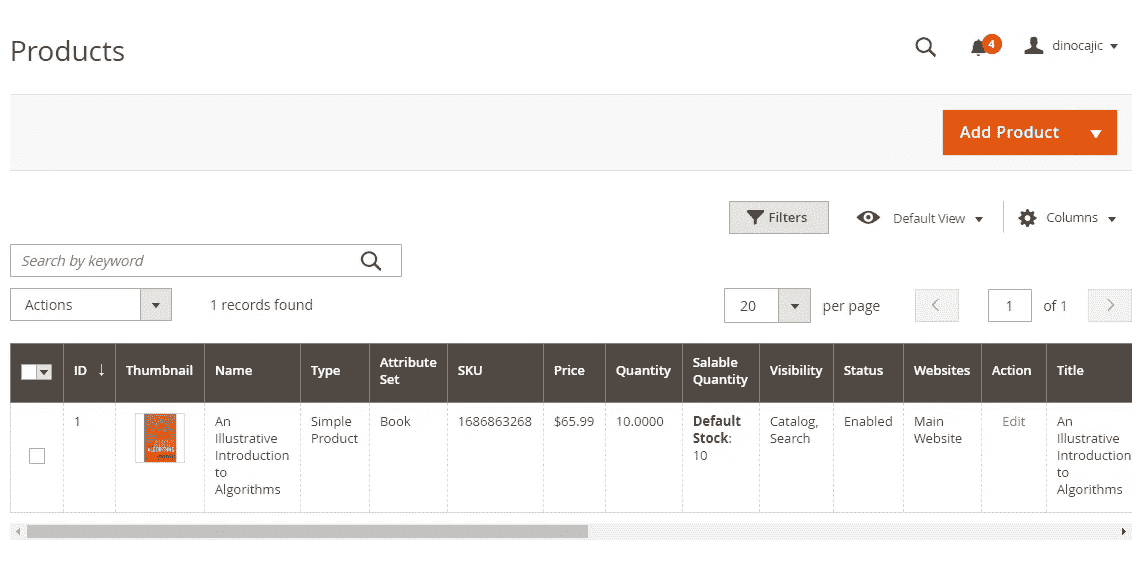 Products
4
dinocajic
Add Product
Filters
Default View
Columns
Search by keyword
Actions
1 records found
20
per page
1
of 1
ID ↓ Thumbnail Name Type Attribute Set SKU Price Quantity Salable Quantity Visibility Status Websites Action Title
1 An Illustrative Introduction to Algorithms Simple Product Book 1686863268 $65.99 10.0000 Default Stock: 10 Catalog, Search Enabled Main Website Edit An Illustrative Introduction to Algorithms